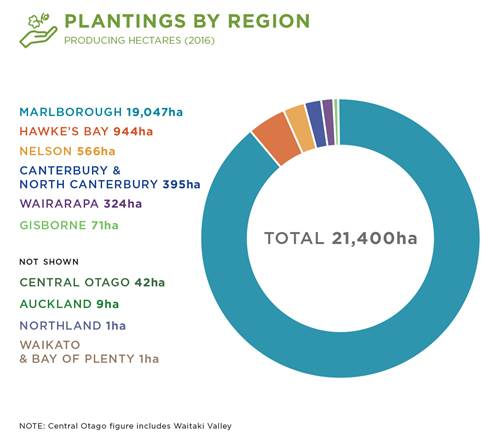 PLANTINGS BY REGION
PRODUCING HECTARES (2016)
MARLBOROUGH 19,047ha
HAWKE'S BAY 944ha
NELSON 566ha
CANTERBURY &
NORTH CANTERBURY 395ha
WAIRARAPA 324ha
GISBORNE 71ha
TOTAL 21,400ha
NOT SHOWN
CENTRAL OTAGO 42ha
AUCKLAND 9ha
NORTHLAND 1ha
WAIKATO
& BAY OF PLENTY 1ha
NOTE: Central Otago figure includes Waitaki Valley